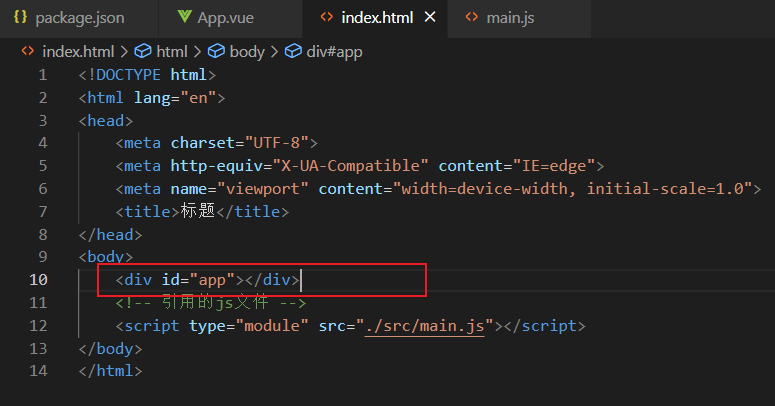 package.json App.vue index.html main.js
index.html > html > body > div#app
1 <!DOCTYPE html>
2 <html lang="en">
3 <head>
4 <meta charset="UTF-8">
5 <meta http-equiv="X-UA-Compatible" content="IE=edge">
6 <meta name="viewport" content="width=device-width, initial-scale=1.0">
7 <title>标题</title>
8 </head>
9 <body>
10 <div id="app"></div>
11 <!-- 引用的js文件 -->
12 <script type="module" src="./src/main.js"></script>
13 </body>
14 </html>